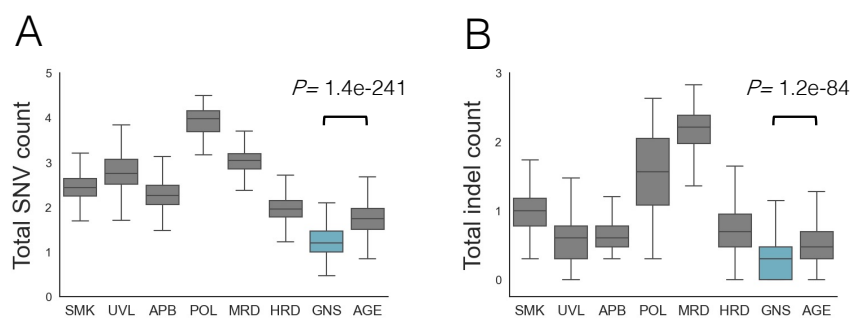 A
Total SNV count
5
4
3
2
1
0
P= 1.4e-241
SMK UVL APB POL MRD HRD GNS AGE
B
Total indel count
3
2
1
0
P= 1.2e-84
SMK UVL APB POL MRD HRD GNS AGE